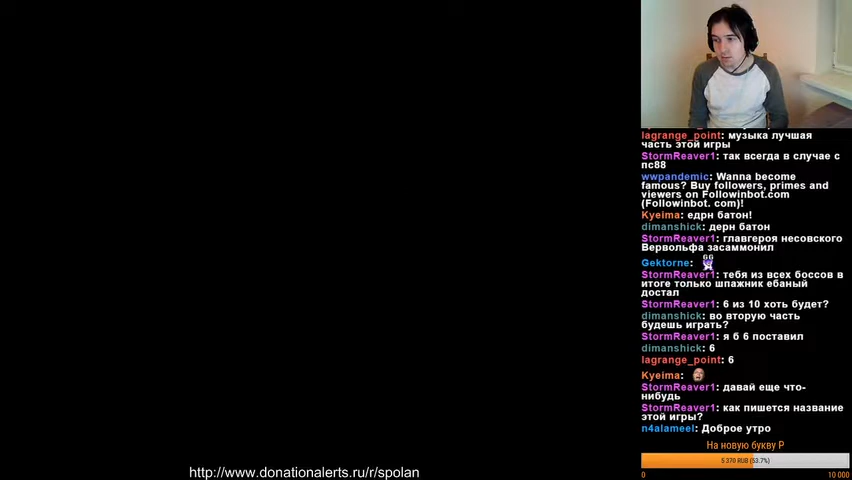 lagrange_point: музыка лучшая
часть этой игры
StormReaver1: так всегда в случае с
пс88
wwpandemic: Wanna become
famous? Buy followers, primes and
viewers on Followinbot.com
(Followinbot. com)!
Kyeima: едрн батон!
dimanshick: дерн батон
StormReaver1: главгероя несовского
Вервольфа засаммонил
Gektorne: GG
StormReaver1: тебя из всех боссов в
итоге только шпажник ебаный
достал
StormReaver1: 6 из 10 хоть будет?
dimanshick: во вторую часть
будешь играть?
StormReaver1: я б 6 поставил
dimanshick: 6
lagrange_point: 6
Kyeima:
StormReaver1: давай еще что-
нибудь
StormReaver1: как пишется название
этой игры?
n4alameel: Доброе утро
На новую букву Р
5 370 RUB (53.7%)
0 10 000
http://www.donationalerts.ru/r/spolan